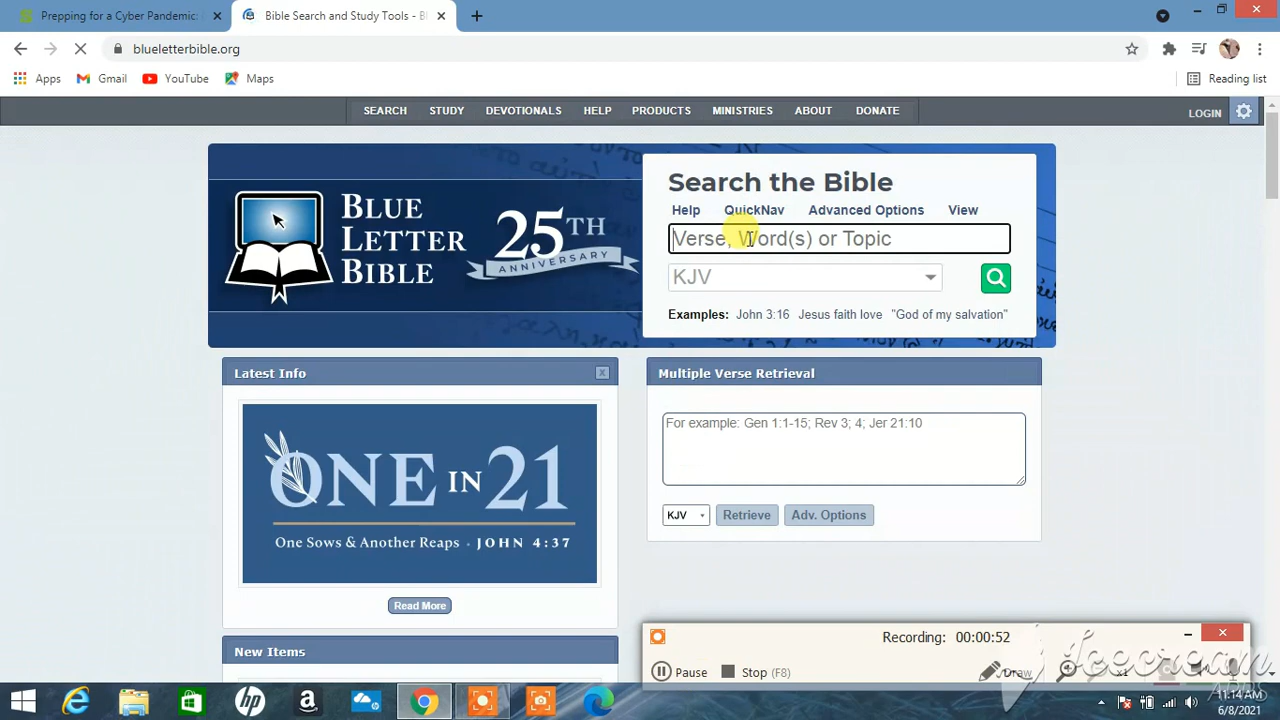 Prepping for a Cyber Pandemic:
Bible Search and Study Tools - Bl
blueletterbible.org
Apps Gmail YouTube Maps
Reading list
SEARCH STUDY DEVOTIONALS HELP PRODUCTS MINISTRIES ABOUT DONATE
LOGIN
BLUE
LETTER
BIBLE
25TH
ANNIVERSARY
Search the Bible
Help QuickNav Advanced Options View
Verse, Word(s) or Topic
KJV
Examples: John 3:16 Jesus faith love "God of my salvation"
Latest Info
x
ONE IN 21
One Sows & Another Reaps · JOHN 4:37
Read More
New Items
Multiple Verse Retrieval
For example: Gen 1:1-15; Rev 3; 4; Jer 21:10
KJV Retrieve Adv. Options
Recording: 00:00:52
Pause Stop (F8) Draw x1
Icecream
APPS
hp
a
11:14 AM
6/8/2021